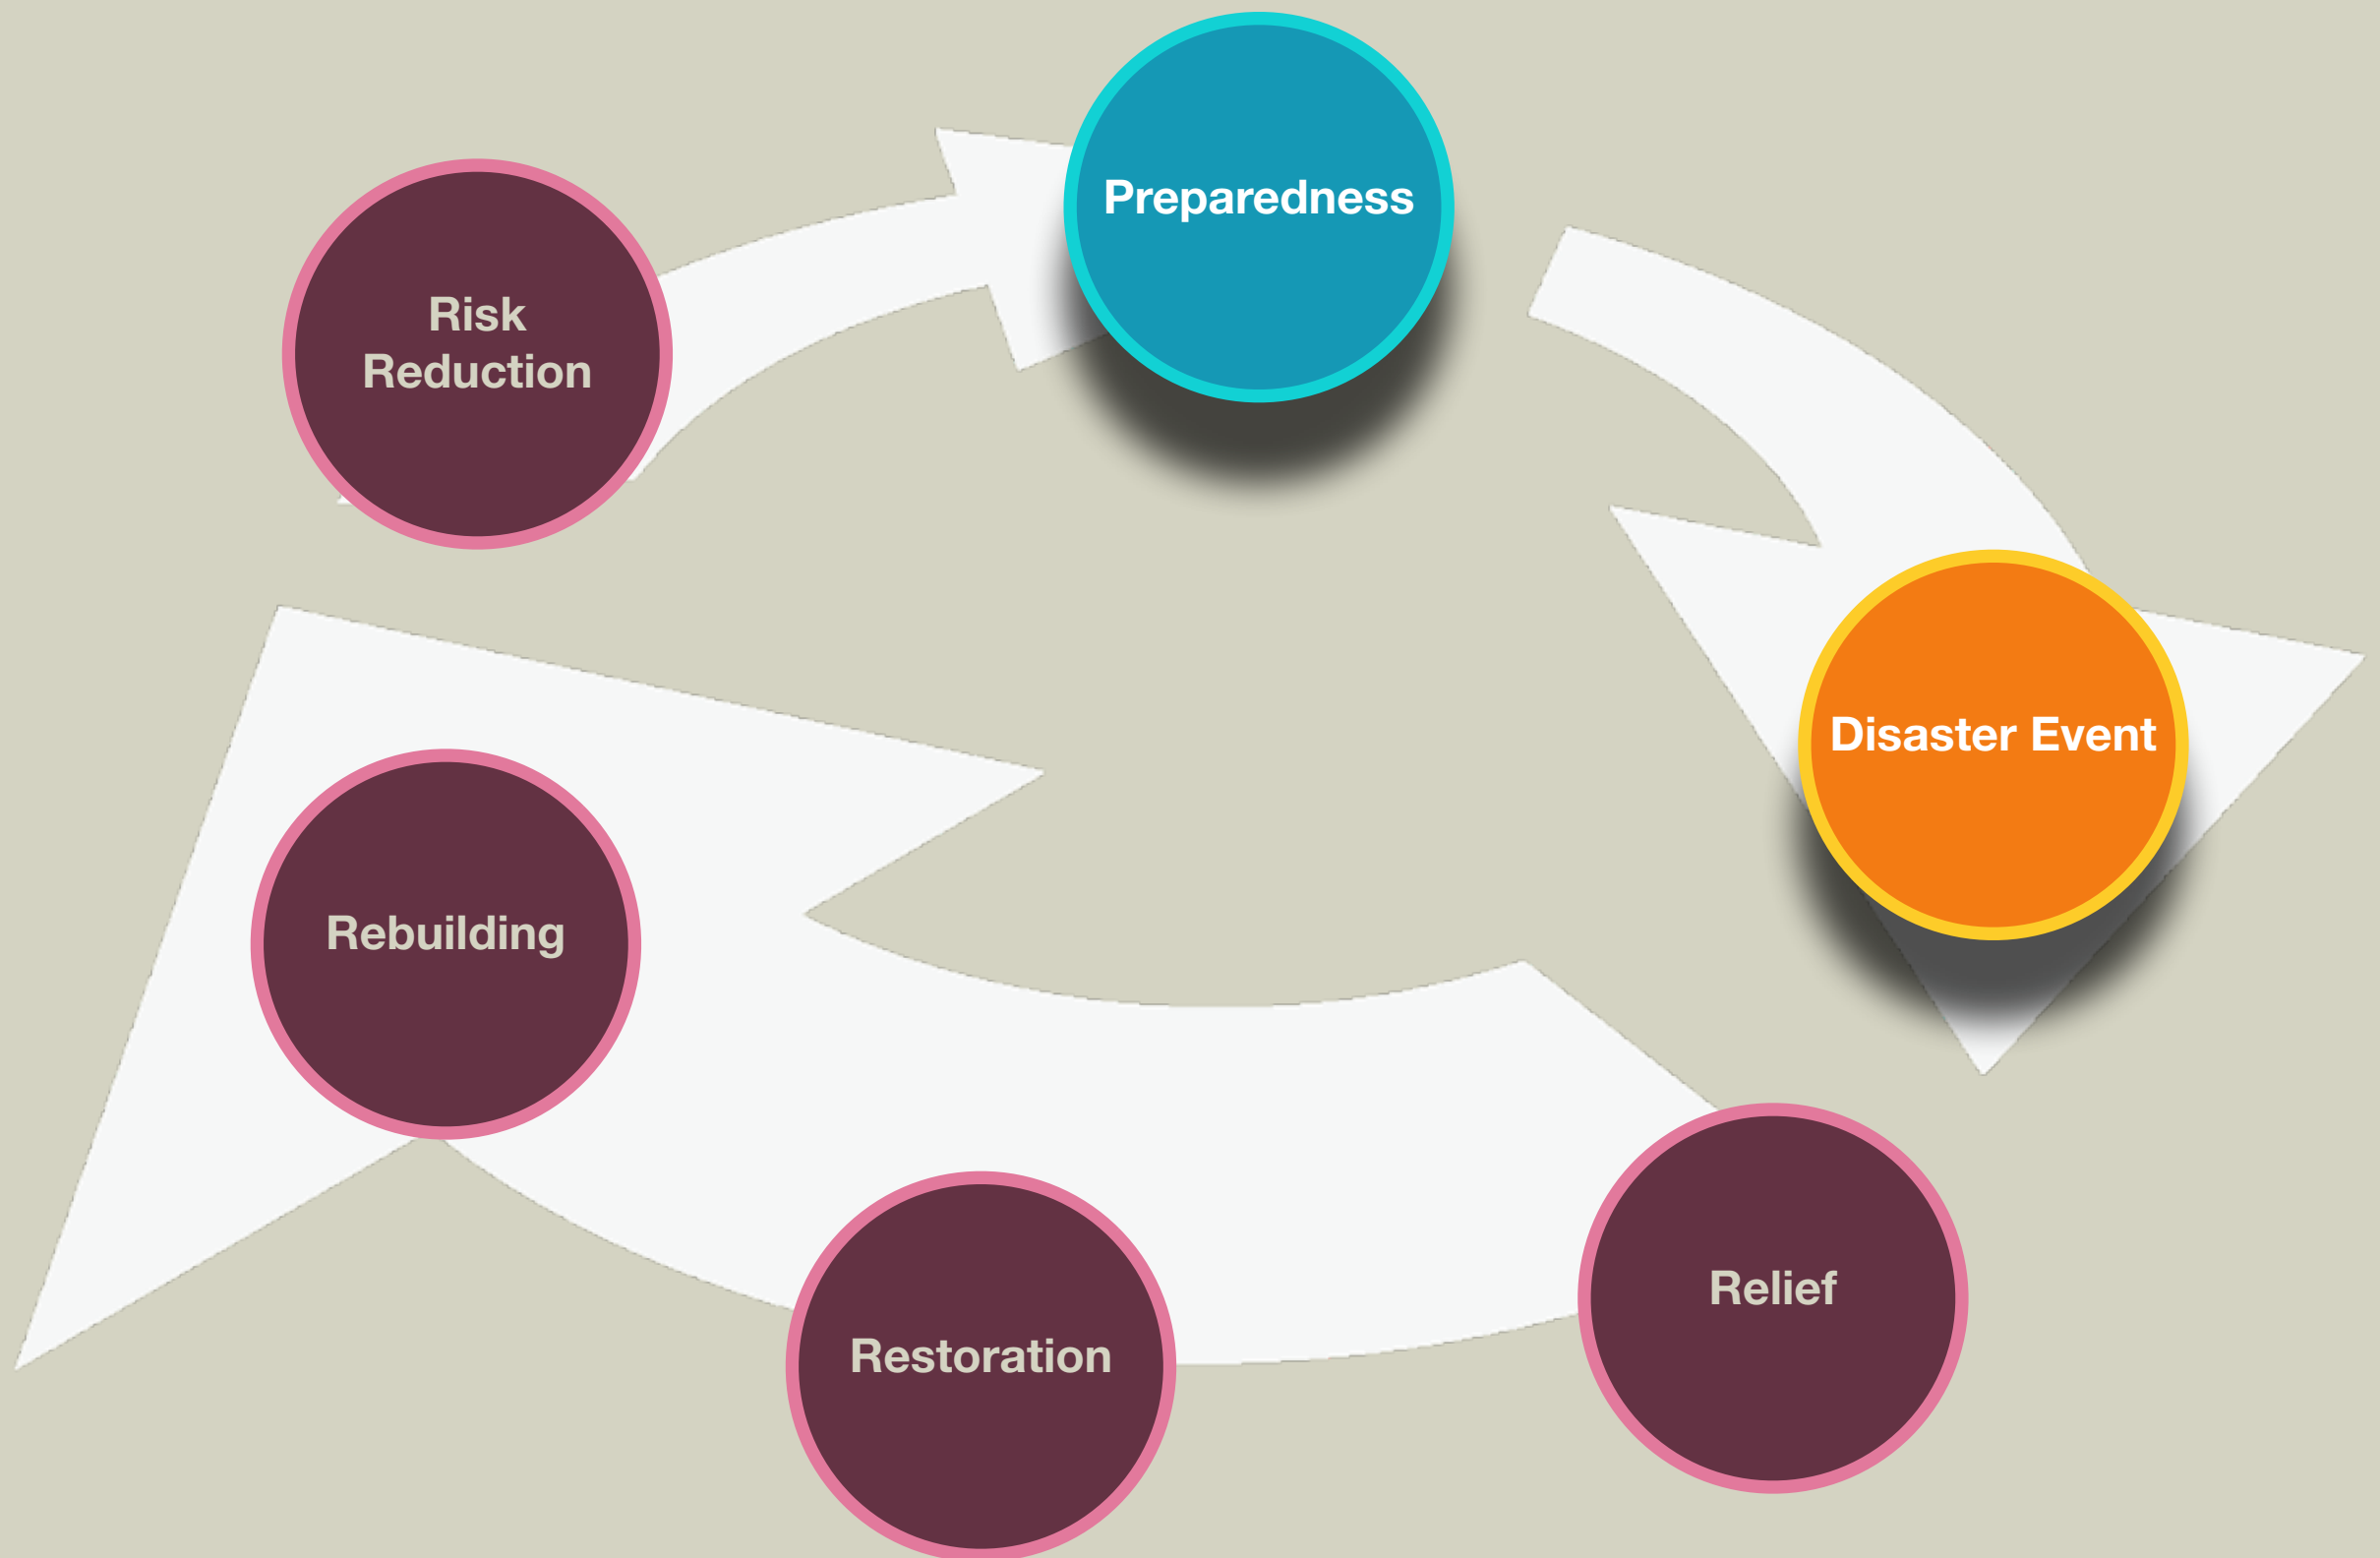 Preparedness
Risk
Reduction
Disaster Event
Rebuilding
Relief
Restoration